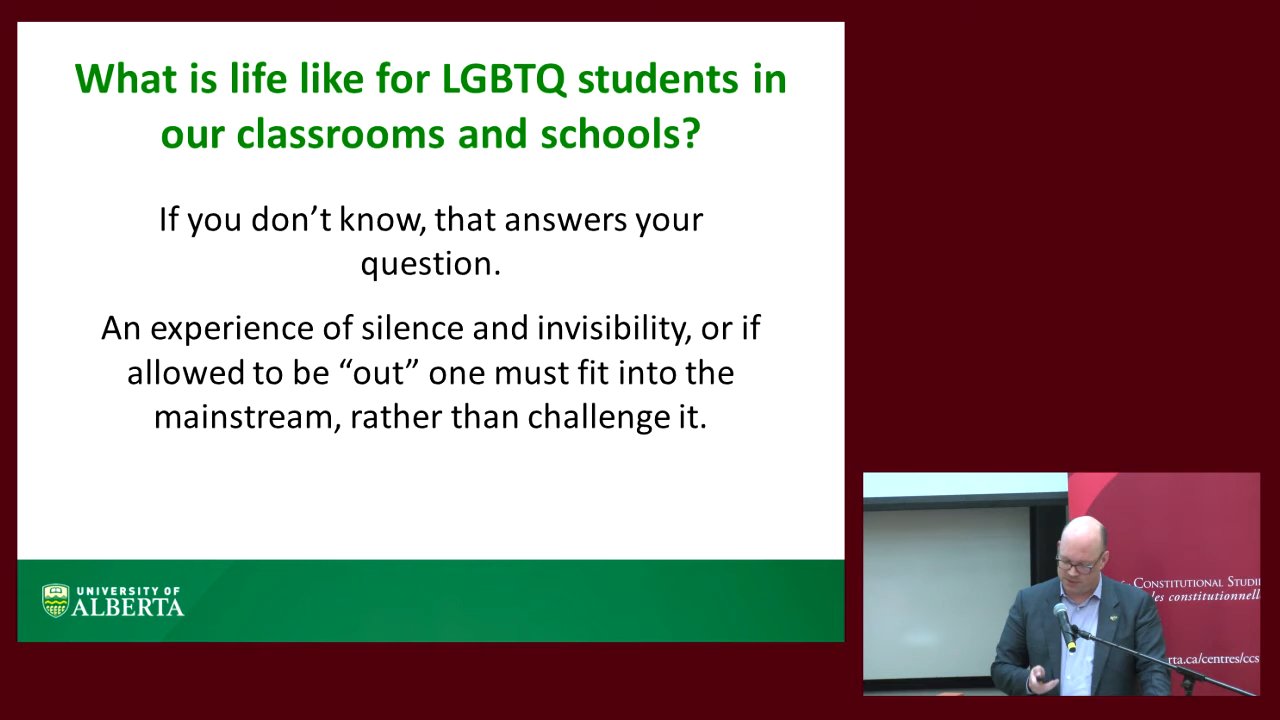 What is life like for LGBTQ students in
our classrooms and schools?
If you don’t know, that answers your
question.
An experience of silence and invisibility, or if
allowed to be “out” one must fit into the
mainstream, rather than challenge it.
UNIVERSITY OF
ALBERTA
CONSTITUTIONAL STUDI
les constitutionnell
rta.ca/centres/ccs